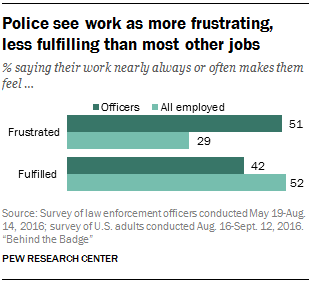 Police see work as more frustrating,
less fulfilling than most other jobs
% saying their work nearly always or often makes them
feel ...
Officers All employed
Frustrated 51
29
Fulfilled 42
52
Source: Survey of law enforcement officers conducted May 19-Aug.
14, 2016; survey of U.S. adults conducted Aug. 16-Sept. 12, 2016.
“Behind the Badge”
PEW RESEARCH CENTER